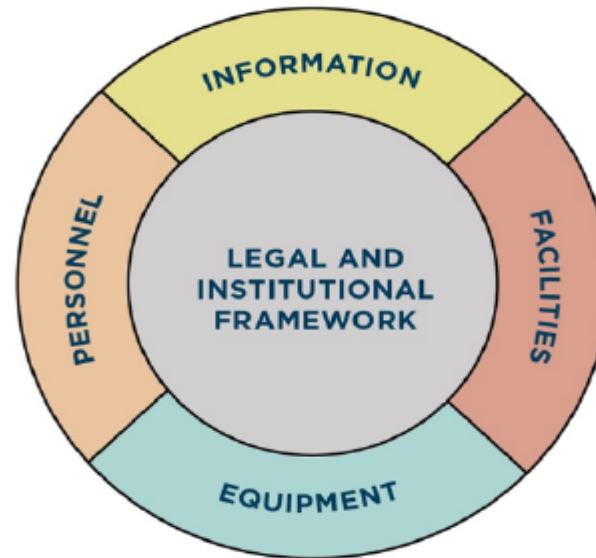 INFORMATION
PERSONNEL
LEGAL AND
INSTITUTIONAL
FRAMEWORK
FACILITIES
EQUIPMENT